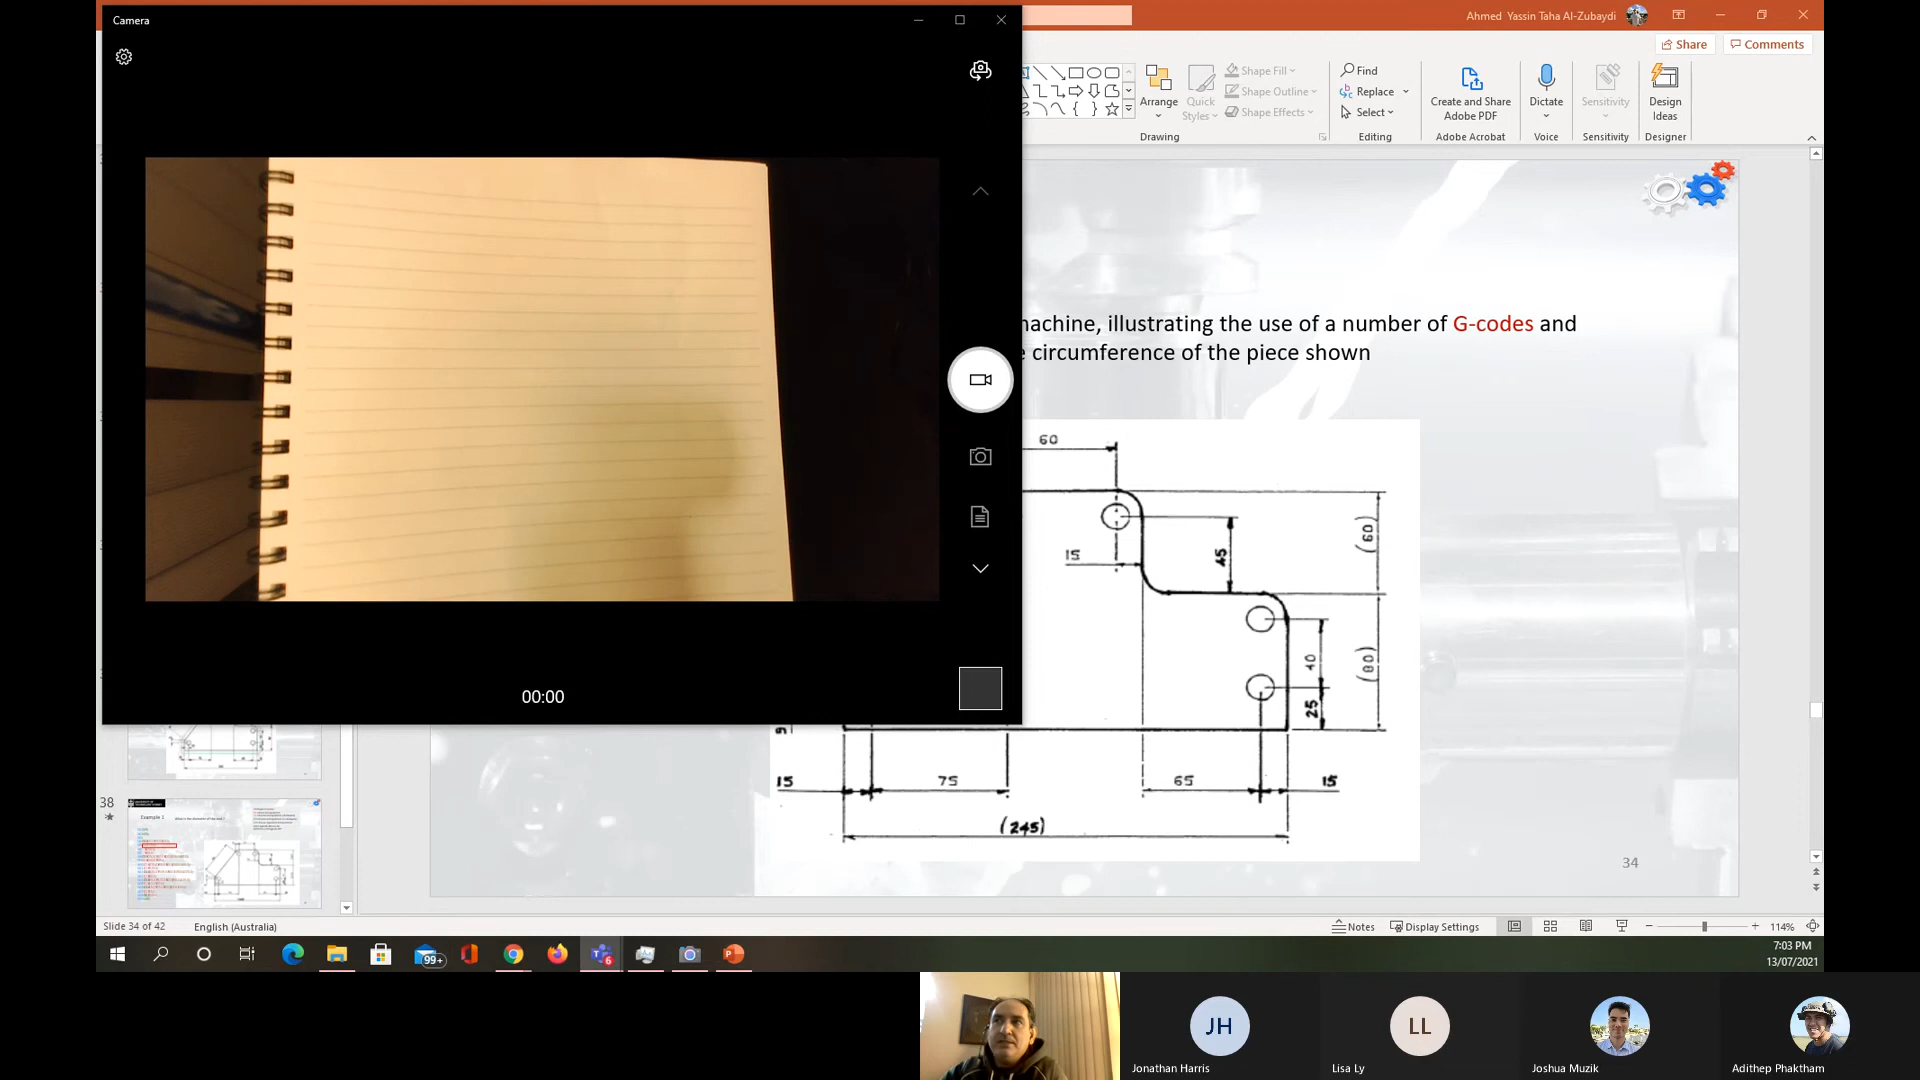 Camera
Ahmed Yassin Taha Al-Zubaydi
Share
Comments
Find
Replace
Select
Arrange
Quick
Styles
Shape Fill
Shape Outline
Shape Effects
Create and Share
Adobe PDF
Dictate
Sensitivity
Design
Ideas
Drawing
Editing
Adobe Acrobat
Voice
Sensitivity
Designer
machine, illustrating the use of a number of G-codes and
e circumference of the piece shown
60
15
45
(60)
40
(80)
25
15
75
65
15
(245)
34
00:00
38
Example 1
Slide 34 of 42
English (Australia)
Notes
Display Settings
114%
99+
6
7:03 PM
13/07/2021
JH
LL
Jonathan Harris
Lisa Ly
Joshua Muzik
Adithep Phaktham